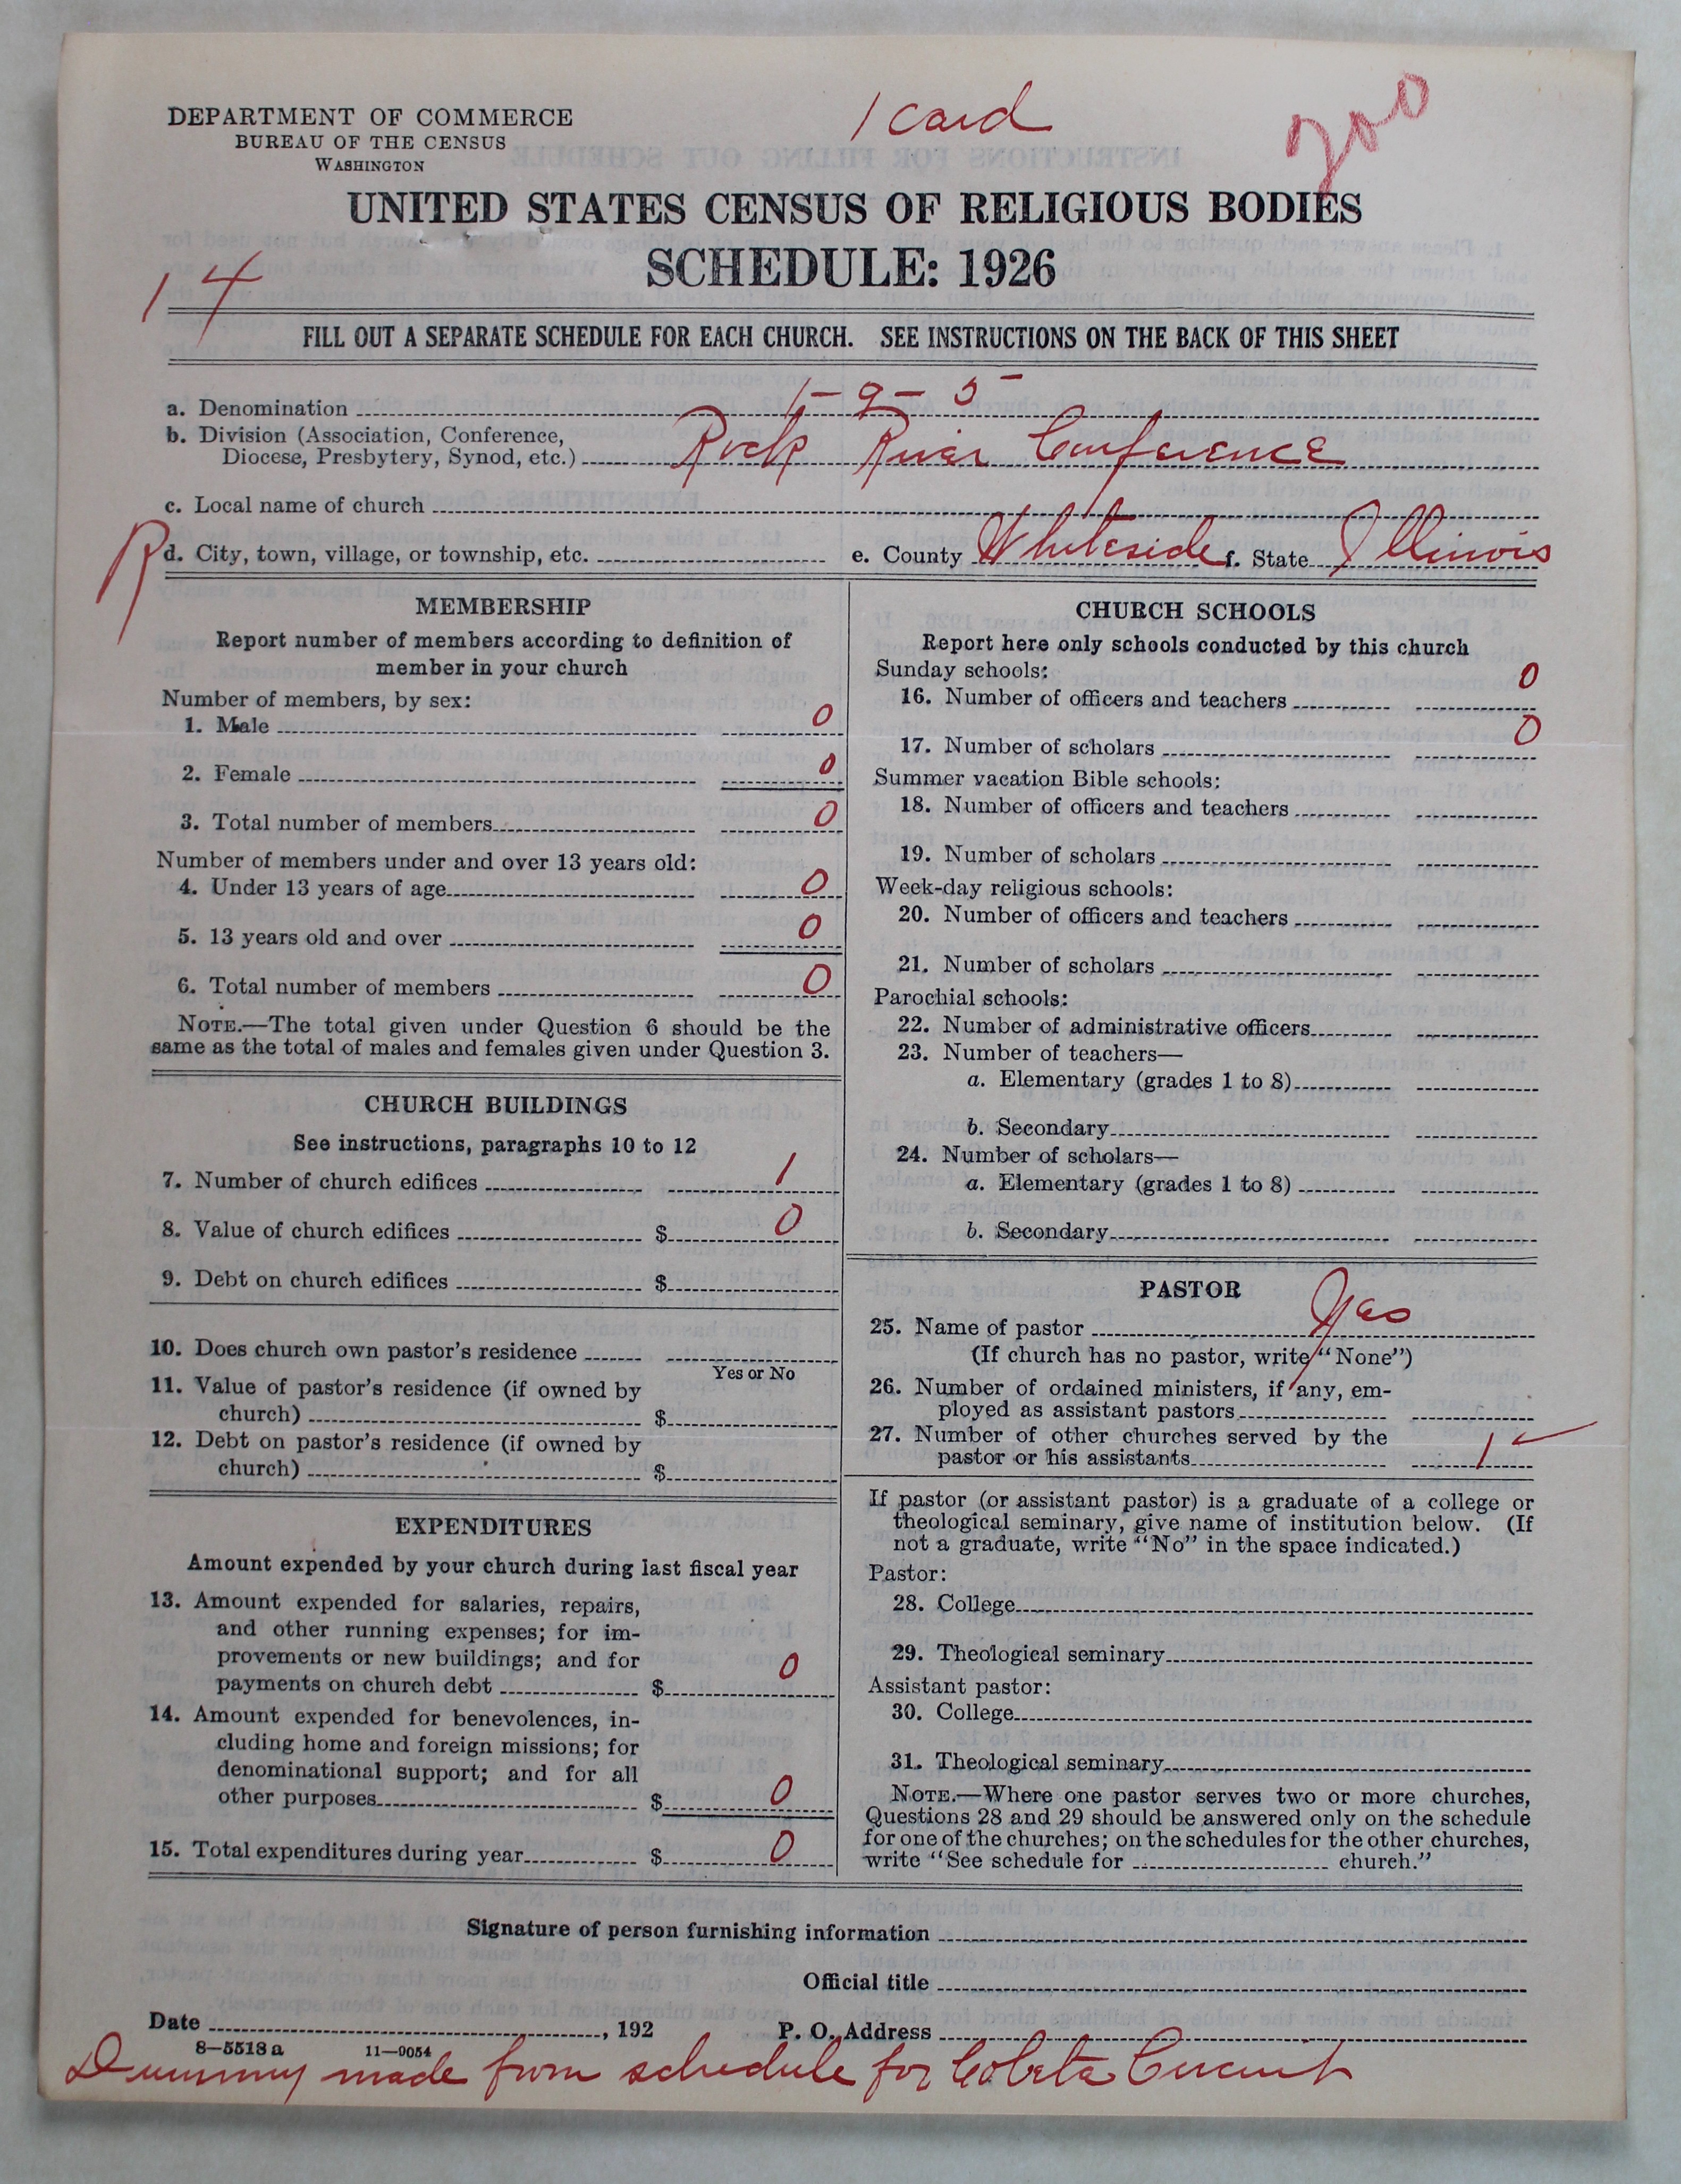 DEPARTMENT OF COMMERCE
BUREAU OF THE CENSUS
WASHINGTON
1 card
200
UNITED STATES CENSUS OF RELIGIOUS BODIES
SCHEDULE: 1926
14
FILL OUT A SEPARATE SCHEDULE FOR EACH CHURCH. SEE INSTRUCTIONS ON THE BACK OF THIS SHEET
a. Denomination 1-9-5
b. Division (Association, Conference,
Diocese, Presbytery, Synod, etc.) Rock River Conference
c. Local name of church
R
d. City, town, village, or township, etc. e. County Whiteside f. State Illinois
MEMBERSHIP
Report number of members according to definition of
member in your church
Number of members, by sex:
1. Male 0
2. Female 0
3. Total number of members 0
Number of members under and over 13 years old:
4. Under 13 years of age 0
5. 13 years old and over 0
6. Total number of members 0
NOTE.—The total given under Question 6 should be the
same as the total of males and females given under Question 3.
CHURCH BUILDINGS
See instructions, paragraphs 10 to 12
7. Number of church edifices 1
8. Value of church edifices $ 0
9. Debt on church edifices $
10. Does church own pastor's residence
Yes or No
11. Value of pastor's residence (if owned by
church) $
12. Debt on pastor's residence (if owned by
church) $
EXPENDITURES
Amount expended by your church during last fiscal year
13. Amount expended for salaries, repairs,
and other running expenses; for im-
provements or new buildings; and for
payments on church debt $ 0
14. Amount expended for benevolences, in-
cluding home and foreign missions; for
denominational support; and for all
other purposes $ 0
15. Total expenditures during year $ 0
CHURCH SCHOOLS
Report here only schools conducted by this church
Sunday schools:
16. Number of officers and teachers 0
17. Number of scholars 0
Summer vacation Bible schools:
18. Number of officers and teachers
19. Number of scholars
Week-day religious schools:
20. Number of officers and teachers
21. Number of scholars
Parochial schools:
22. Number of administrative officers
23. Number of teachers—
a. Elementary (grades 1 to 8)
b. Secondary
24. Number of scholars—
a. Elementary (grades 1 to 8)
b. Secondary
PASTOR
25. Name of pastor Yes
(If church has no pastor, write "None")
26. Number of ordained ministers, if any, em-
ployed as assistant pastors
27. Number of other churches served by the
pastor or his assistants 1 ✓
If pastor (or assistant pastor) is a graduate of a college or
theological seminary, give name of institution below. (If
not a graduate, write "No" in the space indicated.)
Pastor:
28. College
29. Theological seminary
Assistant pastor:
30. College
31. Theological seminary
NOTE.—Where one pastor serves two or more churches,
Questions 28 and 29 should be answered only on the schedule
for one of the churches; on the schedules for the other churches,
write "See schedule for church."
Signature of person furnishing information
Official title
Date , 192 P. O. Address
8—5518 a 11—9054
Dummy made from schedule for Coleta Circuit